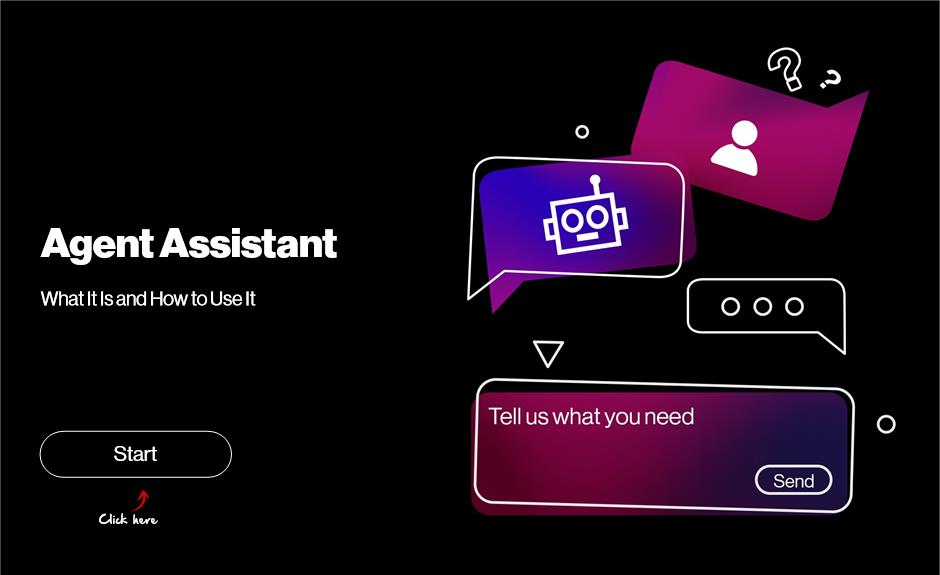 Agent Assistant
What It Is and How to Use It
Start
Click here
? ?
Tell us what you need
Send